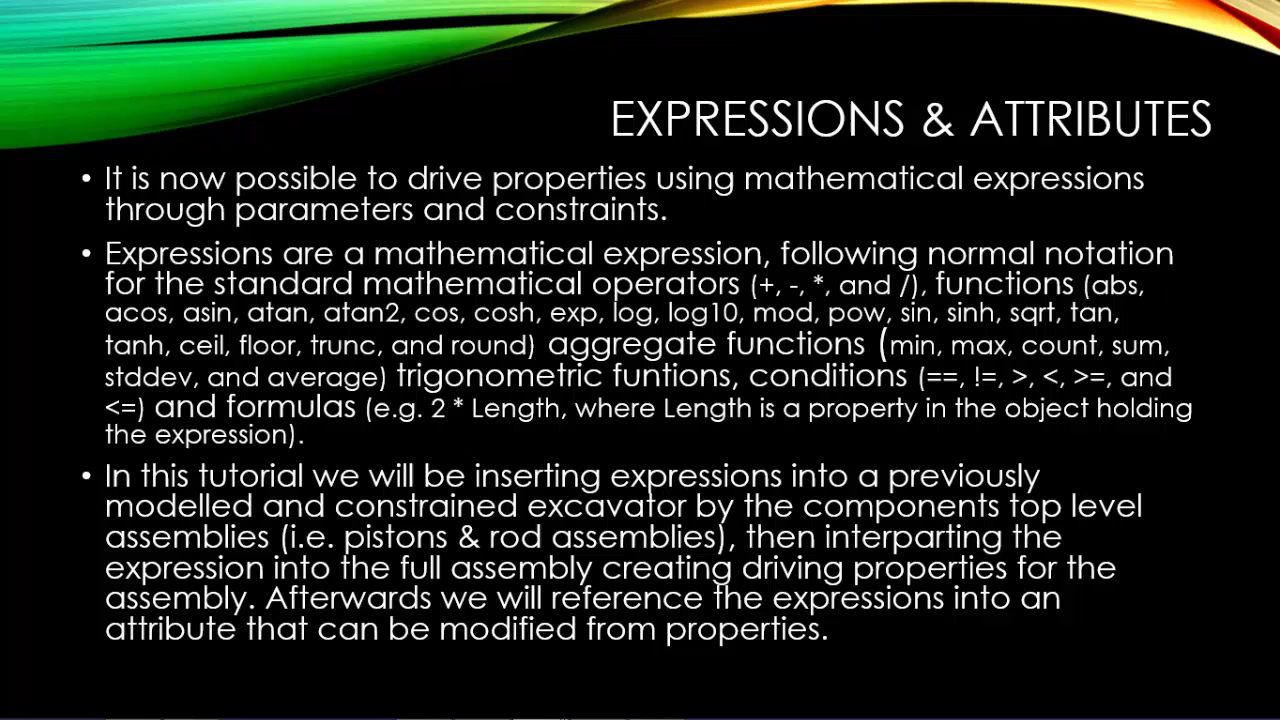 EXPRESSIONS & ATTRIBUTES
• It is now possible to drive properties using mathematical expressions
through parameters and constraints.
• Expressions are a mathematical expression, following normal notation
for the standard mathematical operators (+, -, *, and /), functions (abs,
acos, asin, atan, atan2, cos, cosh, exp, log, log10, mod, pow, sin, sinh, sqrt, tan,
tanh, ceil, floor, trunc, and round) aggregate functions (min, max, count, sum,
stddev, and average) trigonometric funtions, conditions (==, !=, >, <, >=, and
<=) and formulas (e.g. 2 * Length, where Length is a property in the object holding
the expression).
• In this tutorial we will be inserting expressions into a previously
modelled and constrained excavator by the components top level
assemblies (i.e. pistons & rod assemblies), then interparting the
expression into the full assembly creating driving properties for the
assembly. Afterwards we will reference the expressions into an
attribute that can be modified from properties.